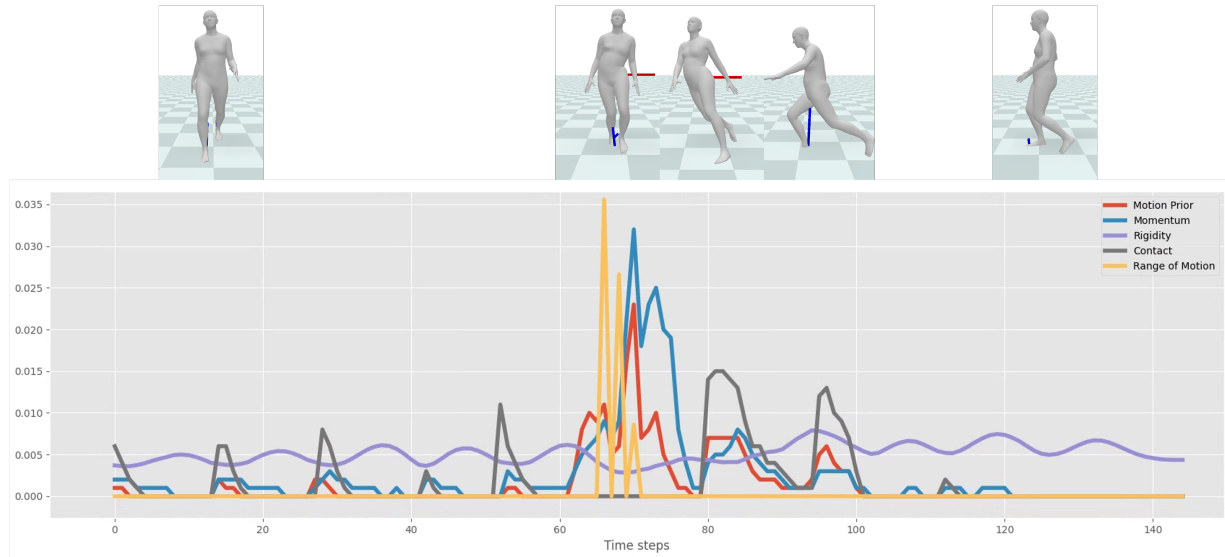 0.035
0.030
0.025
0.020
0.015
0.010
0.005
0.000
Motion Prior
Momentum
Rigidity
Contact
Range of Motion
0 20 40 60 80 100 120 140
Time steps